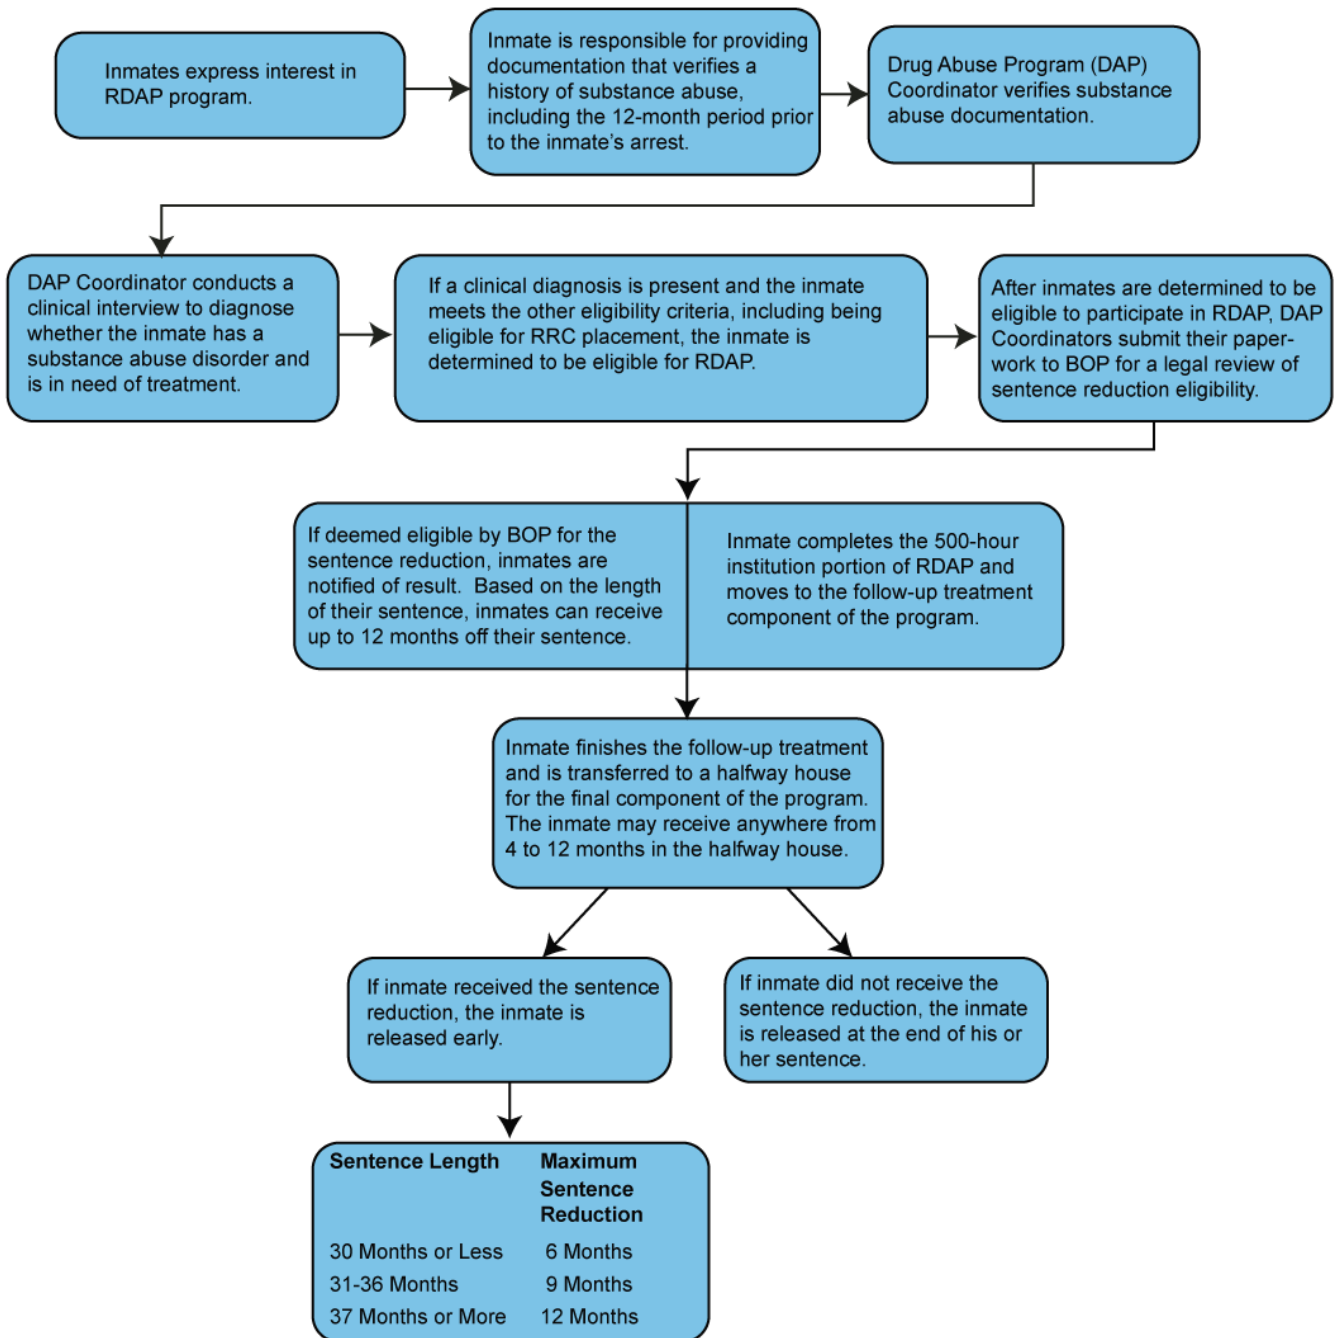 Inmates express interest in
RDAP program.
Inmate is responsible for providing
documentation that verifies a
history of substance abuse,
including the 12-month period prior
to the inmate's arrest.
Drug Abuse Program (DAP)
Coordinator verifies substance
abuse documentation.
DAP Coordinator conducts a
clinical interview to diagnose
whether the inmate has a
substance abuse disorder and
is in need of treatment.
If a clinical diagnosis is present and the inmate
meets the other eligibility criteria, including being
eligible for RRC placement, the inmate is
determined to be eligible for RDAP.
After inmates are determined to be
eligible to participate in RDAP, DAP
Coordinators submit their paper-
work to BOP for a legal review of
sentence reduction eligibility.
If deemed eligible by BOP for the
sentence reduction, inmates are
notified of result.  Based on the length
of their sentence, inmates can receive
up to 12 months off their sentence.
Inmate completes the 500-hour
institution portion of RDAP and
moves to the follow-up treatment
component of the program.
Inmate finishes the follow-up treatment
and is transferred to a halfway house
for the final component of the program.
The inmate may receive anywhere from
4 to 12 months in the halfway house.
If inmate received the sentence
reduction, the inmate is
released early.
If inmate did not receive the
sentence reduction, the inmate
is released at the end of his or
her sentence.
Sentence Length Maximum
Sentence
Reduction
30 Months or Less 6 Months
31-36 Months 9 Months
37 Months or More 12 Months